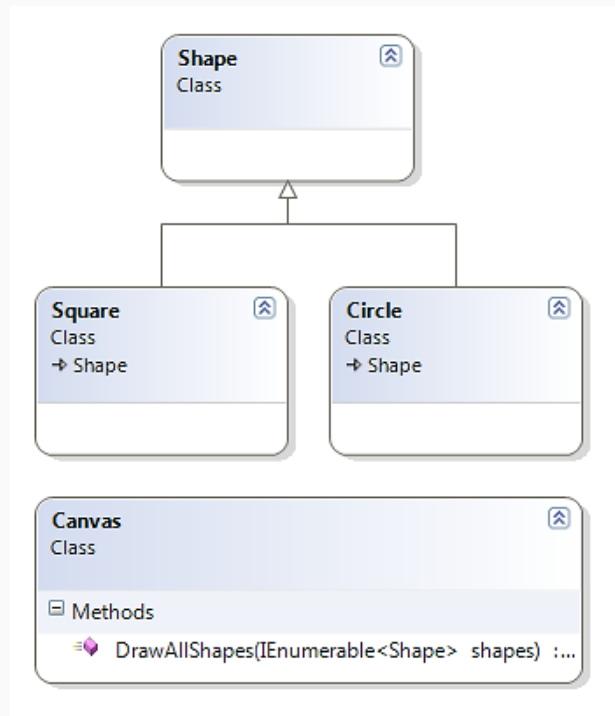 Shape
Class
Square
Class
Shape
Circle
Class
Shape
Canvas
Class
Methods
DrawAllShapes(IEnumerable<Shape> shapes) :...